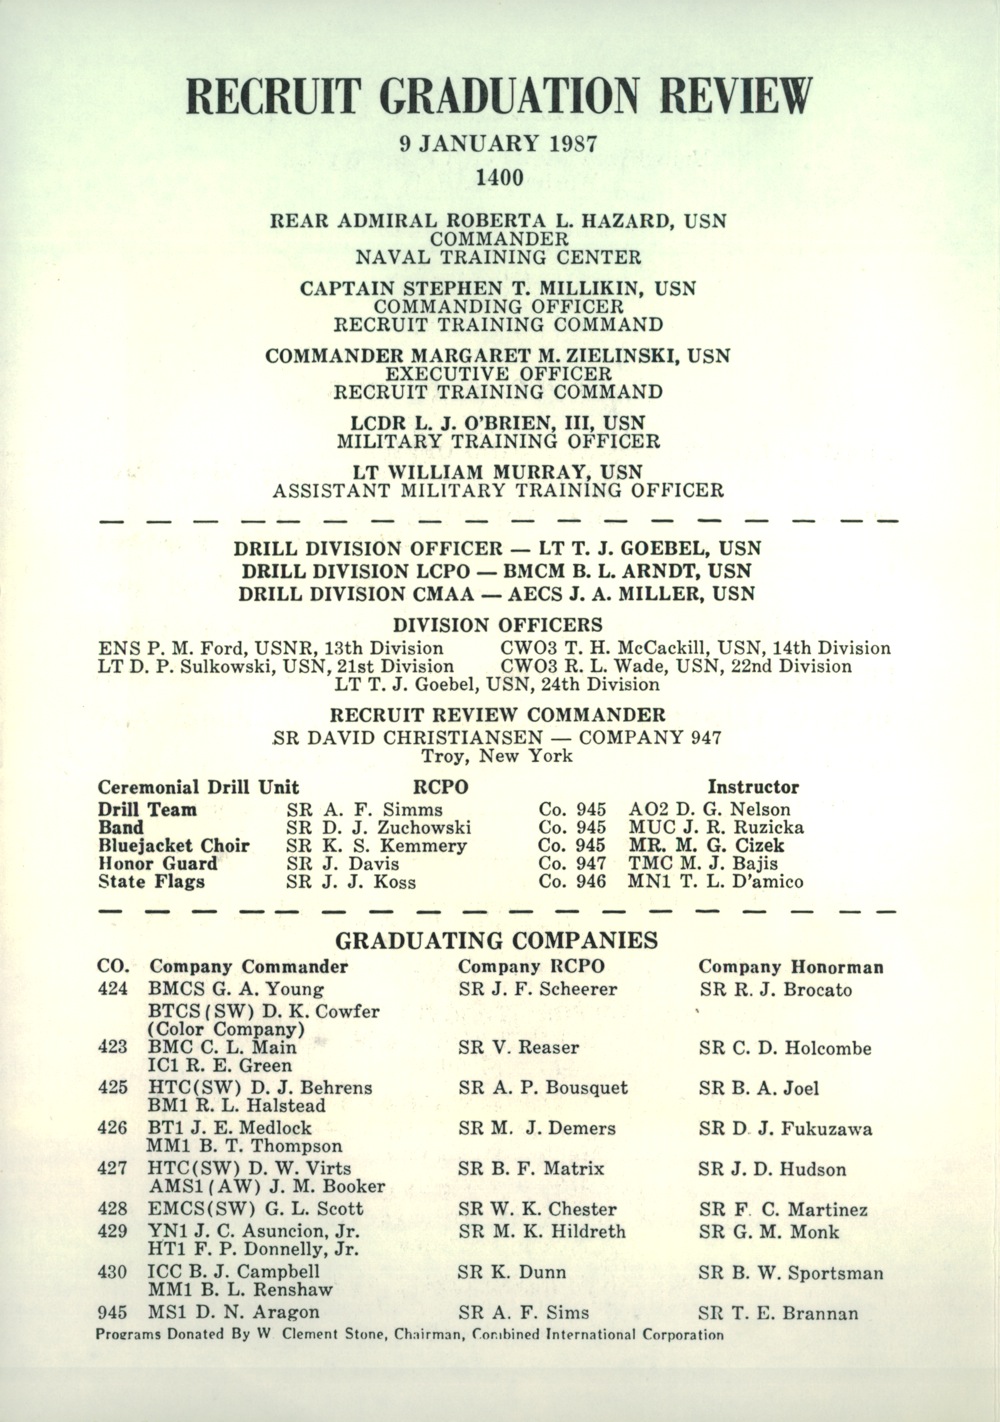 RECRUIT GRADUATION REVIEW
9 JANUARY 1987
1400
REAR ADMIRAL ROBERTA L. HAZARD, USN
COMMANDER
NAVAL TRAINING CENTER
CAPTAIN STEPHEN T. MILLIKIN, USN
COMMANDING OFFICER
RECRUIT TRAINING COMMAND
COMMANDER MARGARET M. ZIELINSKI, USN
EXECUTIVE OFFICER
RECRUIT TRAINING COMMAND
LCDR L. J. O'BRIEN, III, USN
MILITARY TRAINING OFFICER
LT WILLIAM MURRAY, USN
ASSISTANT MILITARY TRAINING OFFICER
DRILL DIVISION OFFICER — LT T. J. GOEBEL, USN
DRILL DIVISION LCPO — BMCM B. L. ARNDT, USN
DRILL DIVISION CMAA — AECS J. A. MILLER, USN
DIVISION OFFICERS
ENS P. M. Ford, USNR, 13th Division CWO3 T. H. McCackill, USN, 14th Division
LT D. P. Sulkowski, USN, 21st Division CWO3 R. L. Wade, USN, 22nd Division
LT T. J. Goebel, USN, 24th Division
RECRUIT REVIEW COMMANDER
SR DAVID CHRISTIANSEN — COMPANY 947
Troy, New York
Ceremonial Drill Unit RCPO Instructor
Drill Team SR A. F. Simms Co. 945 AO2 D. G. Nelson
Band SR D. J. Zuchowski Co. 945 MUC J. R. Ruzicka
Bluejacket Choir SR K. S. Kemmery Co. 945 MR. M. G. Cizek
Honor Guard SR J. Davis Co. 947 TMC M. J. Bajis
State Flags SR J. J. Koss Co. 946 MN1 T. L. D'amico
GRADUATING COMPANIES
CO. Company Commander Company RCPO Company Honorman
424 BMCS G. A. Young SR J. F. Scheerer SR R. J. Brocato
BTCS (SW) D. K. Cowfer
(Color Company)
423 BMC C. L. Main SR V. Reaser SR C. D. Holcombe
IC1 R. E. Green
425 HTC(SW) D. J. Behrens SR A. P. Bousquet SR B. A. Joel
BM1 R. L. Halstead
426 BT1 J. E. Medlock SR M. J. Demers SR D. J. Fukuzawa
MM1 B. T. Thompson
427 HTC(SW) D. W. Virts SR B. F. Matrix SR J. D. Hudson
AMS1 (AW) J. M. Booker
428 EMCS(SW) G. L. Scott SR W. K. Chester SR F. C. Martinez
429 YN1 J. C. Asuncion, Jr. SR M. K. Hildreth SR G. M. Monk
HT1 F. P. Donnelly, Jr.
430 ICC B. J. Campbell SR K. Dunn SR B. W. Sportsman
MM1 B. L. Renshaw
945 MS1 D. N. Aragon SR A. F. Sims SR T. E. Brannan
Programs Donated By W Clement Stone, Chairman, Combined International Corporation